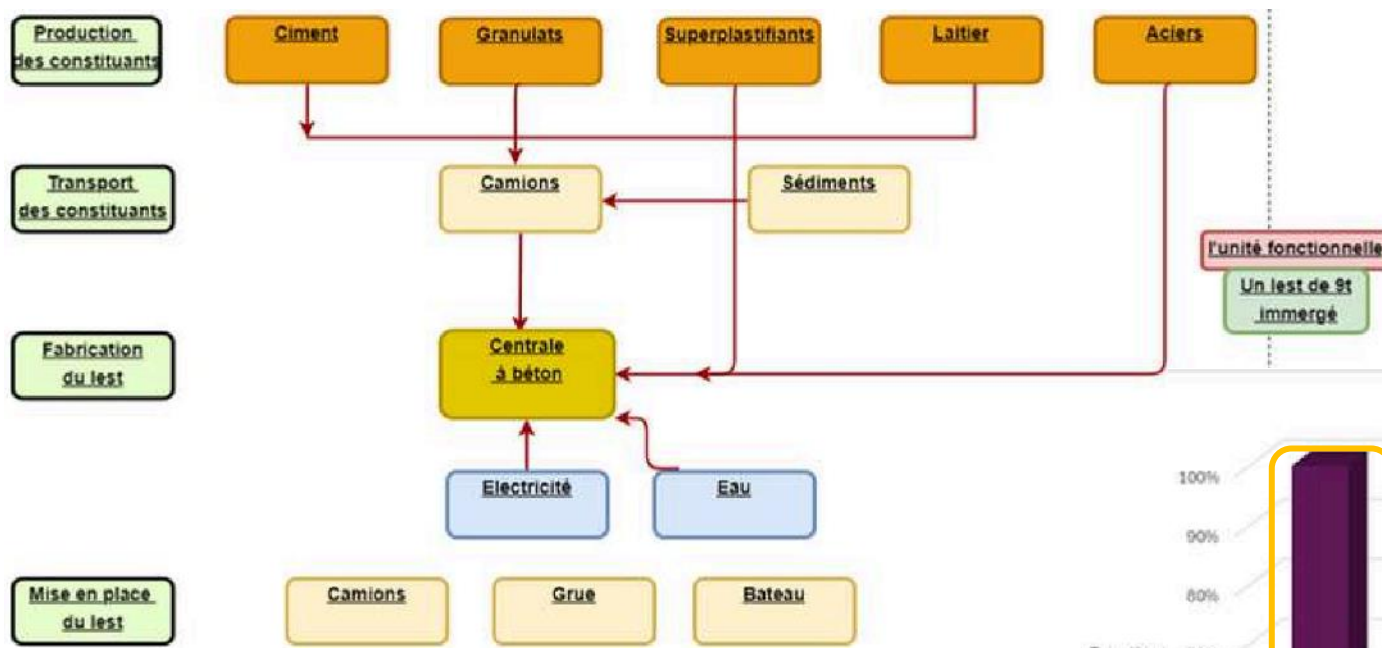 Production
des constituants
Ciment
Granulats
Superplastifiants
Laitier
Aciers
Transport
des constituants
Camions
Sédiments
l'unité fonctionnelle
Un lest de 9t
immergé
Fabrication
du lest
Centrale
à béton
Electricité
Eau
100%
90%
80%
Mise en place
du lest
Camions
Grue
Bateau